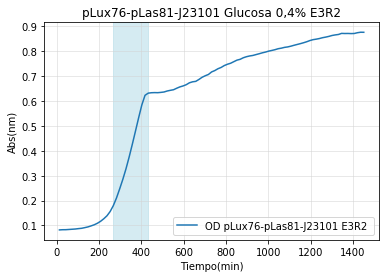 pLux76-pLas81-J23101 Glucosa 0,4% E3R2
0.9
0.8
0.7
0.6
0.5
0.4
0.3
0.2
0.1
Abs(nm)
OD pLux76-pLas81-J23101 E3R2
0 200 400 600 800 1000 1200 1400
Tiempo(min)